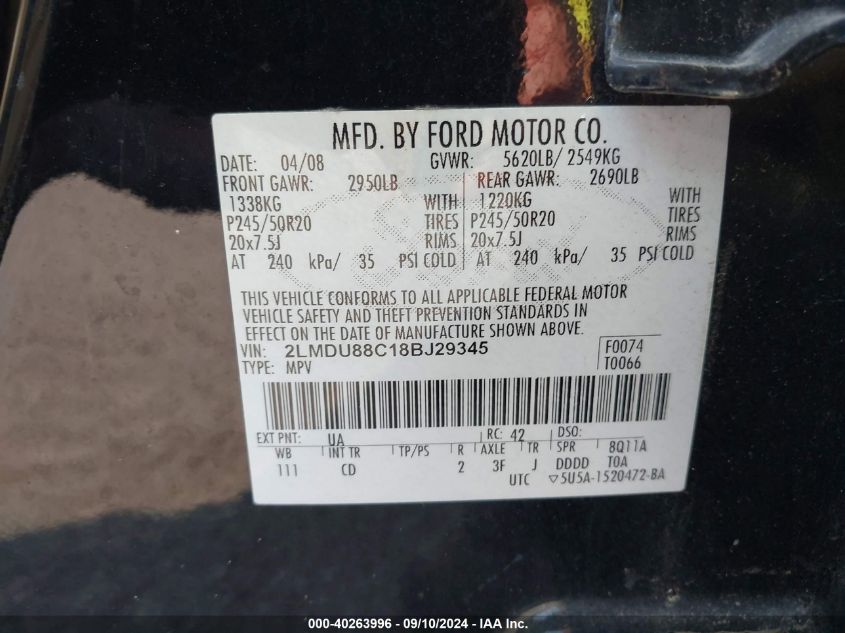 MFD. BY FORD MOTOR CO.
DATE: 04/08 GVWR: 5620LB/ 2549KG
FRONT GAWR: 2950LB REAR GAWR: 2690LB
1338KG WITH 1220KG WITH
P245/50R20 TIRES P245/50R20 TIRES
20x7.5J RIMS 20x7.5J RIMS
AT 240 kPa/ 35 PSI COLD AT 240 kPa/ 35 PSI COLD
THIS VEHICLE CONFORMS TO ALL APPLICABLE FEDERAL MOTOR
VEHICLE SAFETY AND THEFT PREVENTION STANDARDS IN
EFFECT ON THE DATE OF MANUFACTURE SHOWN ABOVE.
VIN: 2LMDU88C18BJ29345 F0074
TYPE: MPV T0066
EXT PNT: UA RC: 42 DSO:
WB INT TR TP/PS R AXLE TR SPR 8Q11A
111 CD 2 3F J DDDD TOA
UTC ▽5U5A-1520472-BA
000-40263996 - 09/10/2024 - IAA Inc.